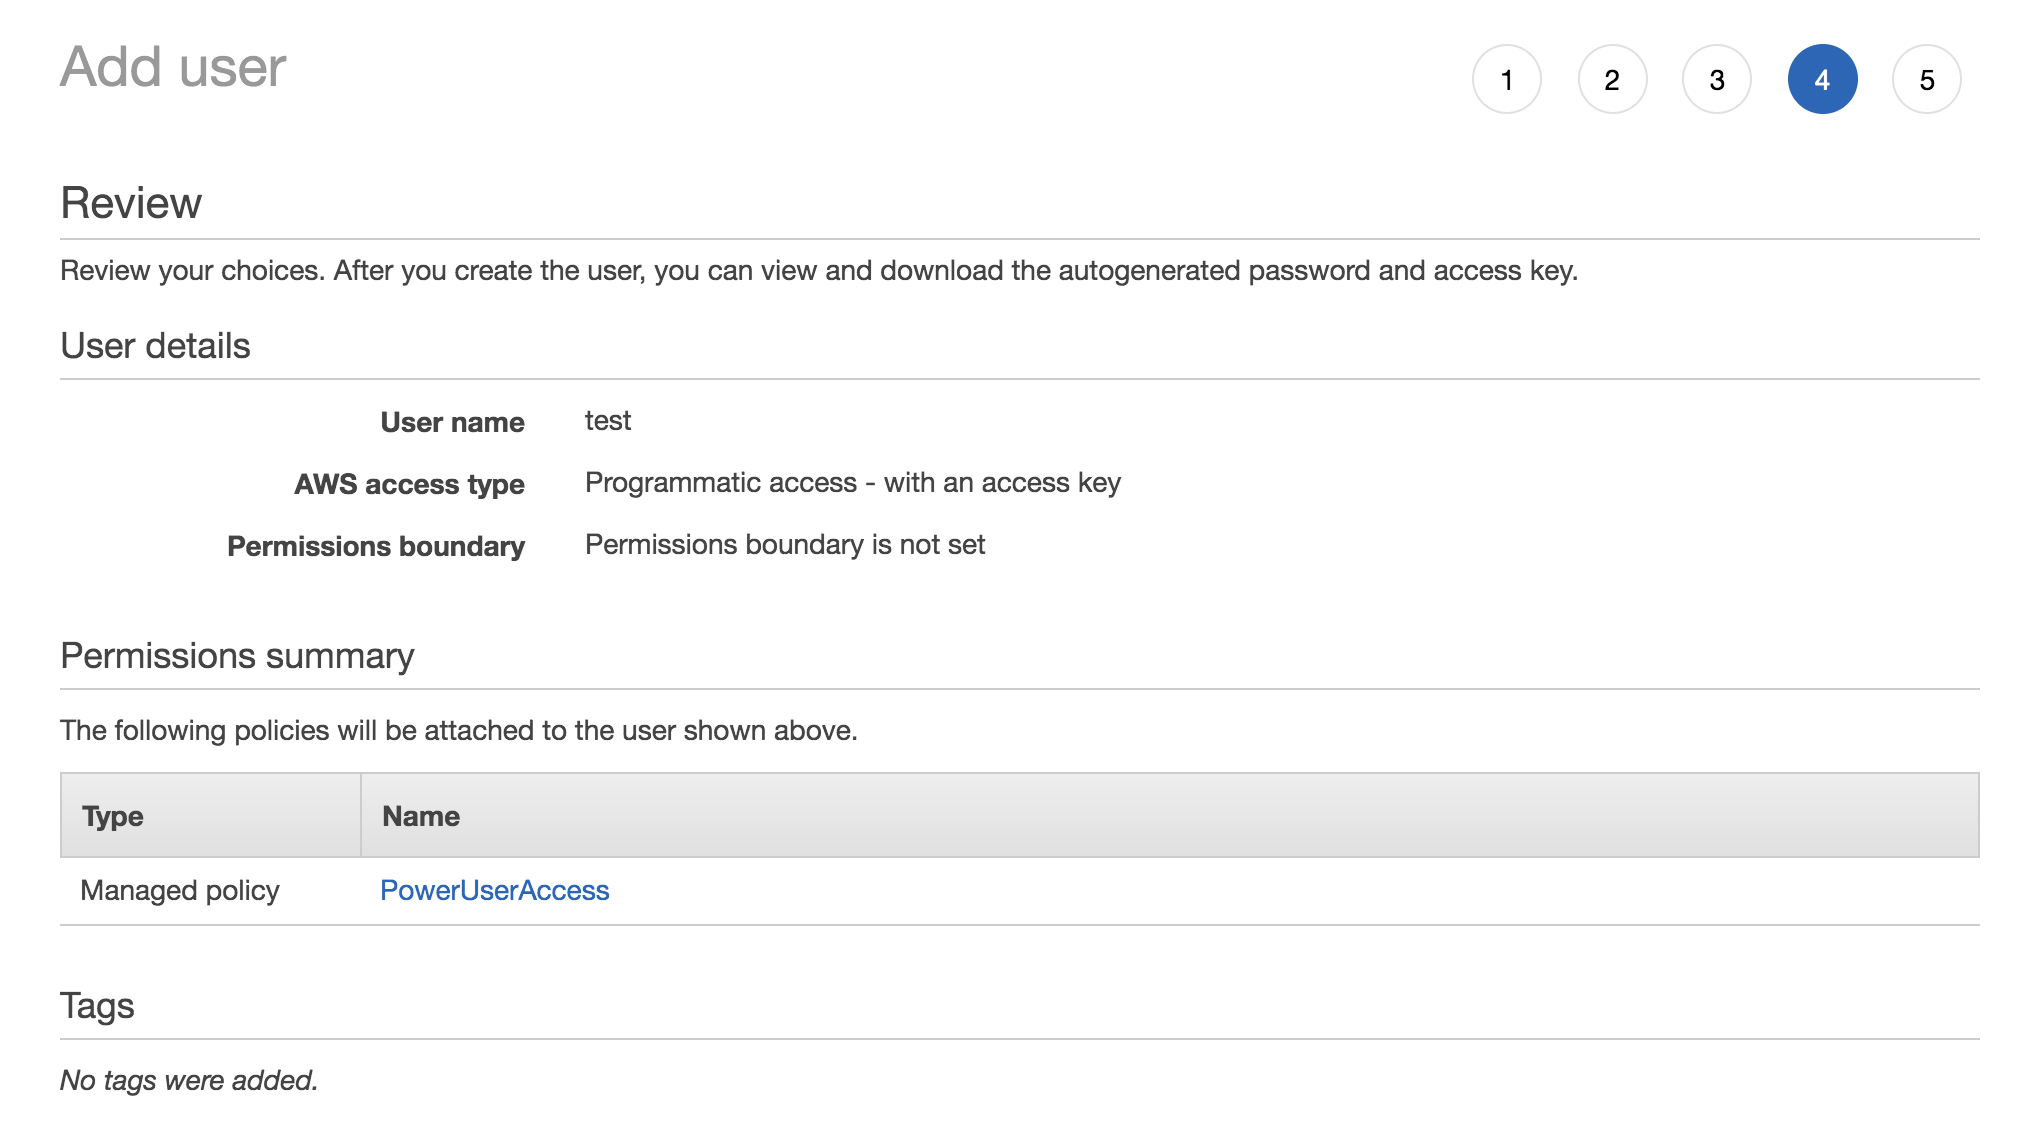 Add user
1 2 3 4 5
Review
Review your choices. After you create the user, you can view and download the autogenerated password and access key.
User details
User name test
AWS access type Programmatic access - with an access key
Permissions boundary Permissions boundary is not set
Permissions summary
The following policies will be attached to the user shown above.
Type Name
Managed policy PowerUserAccess
Tags
No tags were added.